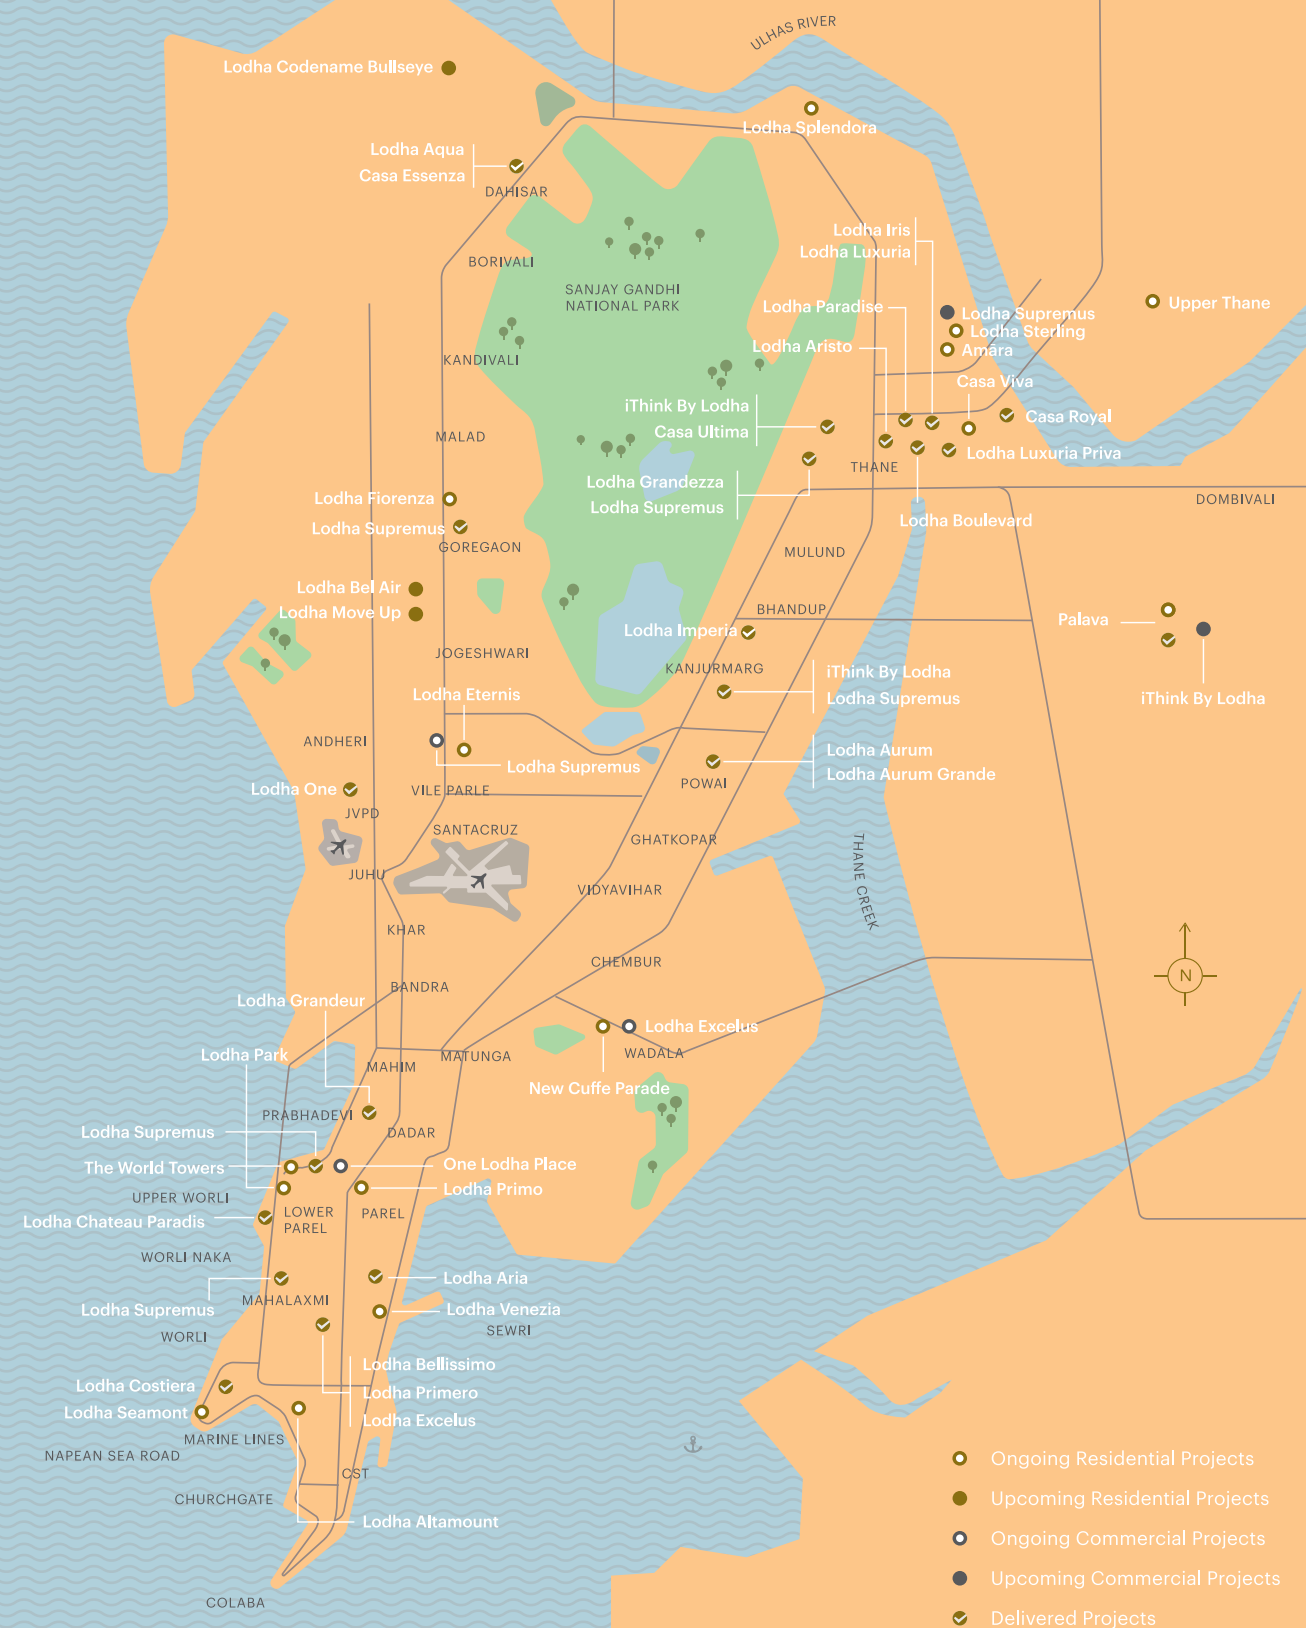 ULHAS RIVER
Lodha Codename Bullseye
Lodha Splendora
Lodha Aqua
Casa Essenza
DAHISAR
Lodha Iris
Lodha Luxuria
BORIVALI
SANJAY GANDHI
NATIONAL PARK
Lodha Paradise
Lodha Supremus
Upper Thane
Lodha Sterling
Lodha Aristo
Amāra
KANDIVALI
Casa Viva
iThink By Lodha
Casa Ultima
Casa Royal
MALAD
Lodha Luxuria Priva
THANE
Lodha Grandezza
Lodha Supremus
Lodha Fiorenza
DOMBIVALI
Lodha Supremus
Lodha Boulevard
GOREGAON
MULUND
Lodha Bel Air
Lodha Move Up
BHANDUP
Palava
Lodha Imperia
JOGESHWARI
KANJURMARG
iThink By Lodha
Lodha Supremus
iThink By Lodha
Lodha Eternis
ANDHERI
Lodha Aurum
Lodha Aurum Grande
Lodha Supremus
POWAI
Lodha One
VILE PARLE
JVPD
SANTACRUZ
GHATKOPAR
THANE CREEK
JUHU
VIDYAVIHAR
KHAR
CHEMBUR
N
BANDRA
Lodha Grandeur
Lodha Excelus
Lodha Park
MATUNGA
WADALA
MAHIM
New Cuffe Parade
PRABHADEVI
Lodha Supremus
DADAR
The World Towers
One Lodha Place
Lodha Primo
UPPER WORLI
LOWER
PAREL
PAREL
Lodha Chateau Paradis
WORLI NAKA
Lodha Aria
MAHALAXMI
Lodha Supremus
Lodha Venezia
WORLI
SEWRI
Lodha Bellissimo
Lodha Primero
Lodha Excelus
Lodha Costiera
Lodha Seamont
MARINE LINES
NAPEAN SEA ROAD
CST
CHURCHGATE
Lodha Altamount
COLABA
Ongoing Residential Projects
Upcoming Residential Projects
Ongoing Commercial Projects
Upcoming Commercial Projects
Delivered Projects